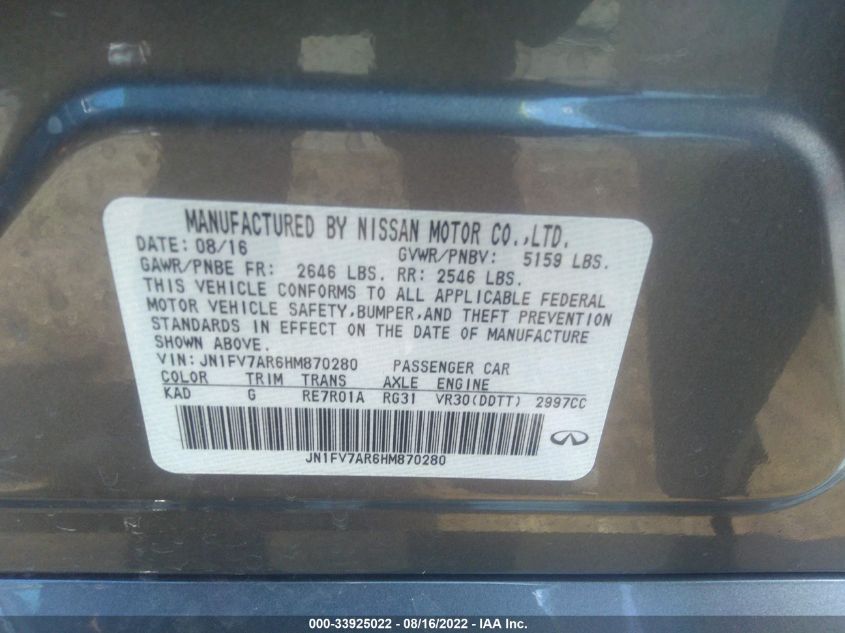 MANUFACTURED BY NISSAN MOTOR CO.,LTD.
DATE: 08/16 GVWR/PNBV: 5159 LBS.
GAWR/PNBE FR: 2646 LBS. RR: 2546 LBS.
THIS VEHICLE CONFORMS TO ALL APPLICABLE FEDERAL
MOTOR VEHICLE SAFETY,BUMPER,AND THEFT PREVENTION
STANDARDS IN EFFECT ON THE DATE OF MANUFACTURE
SHOWN ABOVE.
VIN:JN1FV7AR6HM870280 PASSENGER CAR
COLOR TRIM TRANS AXLE ENGINE
KAD G RE7R01A RG31 VR30(DDTT) 2997CC
JN1FV7AR6HM870280
000-33925022 - 08/16/2022 - IAA Inc.